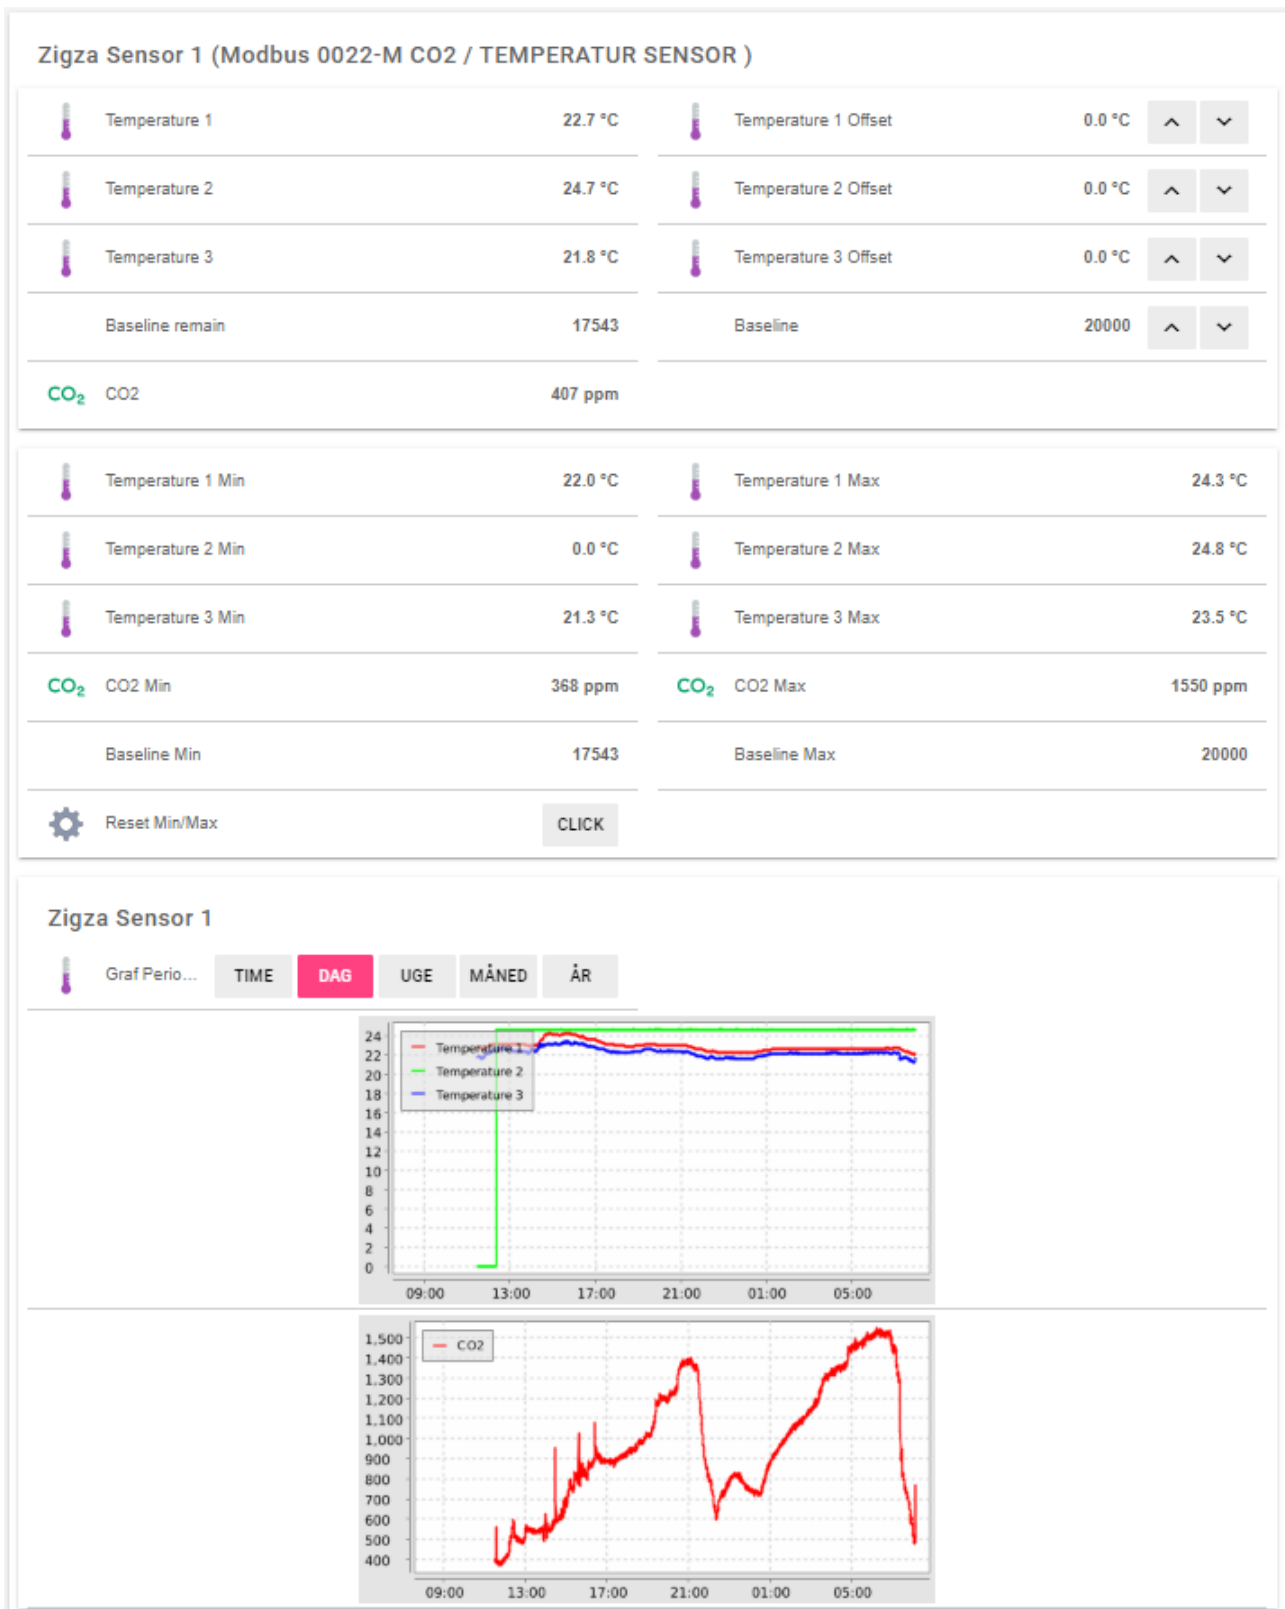 Zigza Sensor 1 (Modbus 0022-M CO2 / TEMPERATUR SENSOR )
Temperature 1 22.7 °C Temperature 1 Offset 0.0 °C
Temperature 2 24.7 °C Temperature 2 Offset 0.0 °C
Temperature 3 21.8 °C Temperature 3 Offset 0.0 °C
Baseline remain 17543 Baseline 20000
CO₂ CO2 407 ppm
Temperature 1 Min 22.0 °C Temperature 1 Max 24.3 °C
Temperature 2 Min 0.0 °C Temperature 2 Max 24.8 °C
Temperature 3 Min 21.3 °C Temperature 3 Max 23.5 °C
CO₂ CO2 Min 368 ppm CO₂ CO2 Max 1550 ppm
Baseline Min 17543 Baseline Max 20000
Reset Min/Max CLICK
Zigza Sensor 1
Graf Perio... TIME DAG UGE MÅNED ÅR
24
22
20
18
16
14
12
10
8
6
4
2
0
Temperature 1
Temperature 2
Temperature 3
09:00 13:00 17:00 21:00 01:00 05:00
1,500
1,400
1,300
1,200
1,100
1,000
900
800
700
600
500
400
CO2
09:00 13:00 17:00 21:00 01:00 05:00